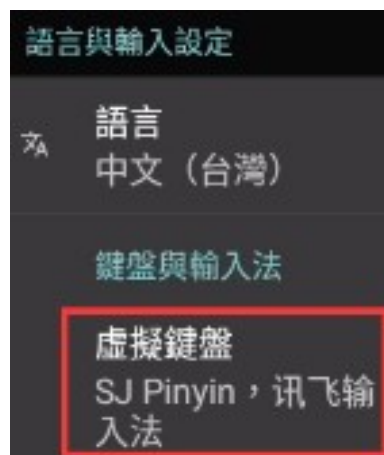 語言與輸入設定
語言
中文（台灣）
鍵盤與輸入法
虛擬鍵盤
SJ Pinyin，讯飞输
入法